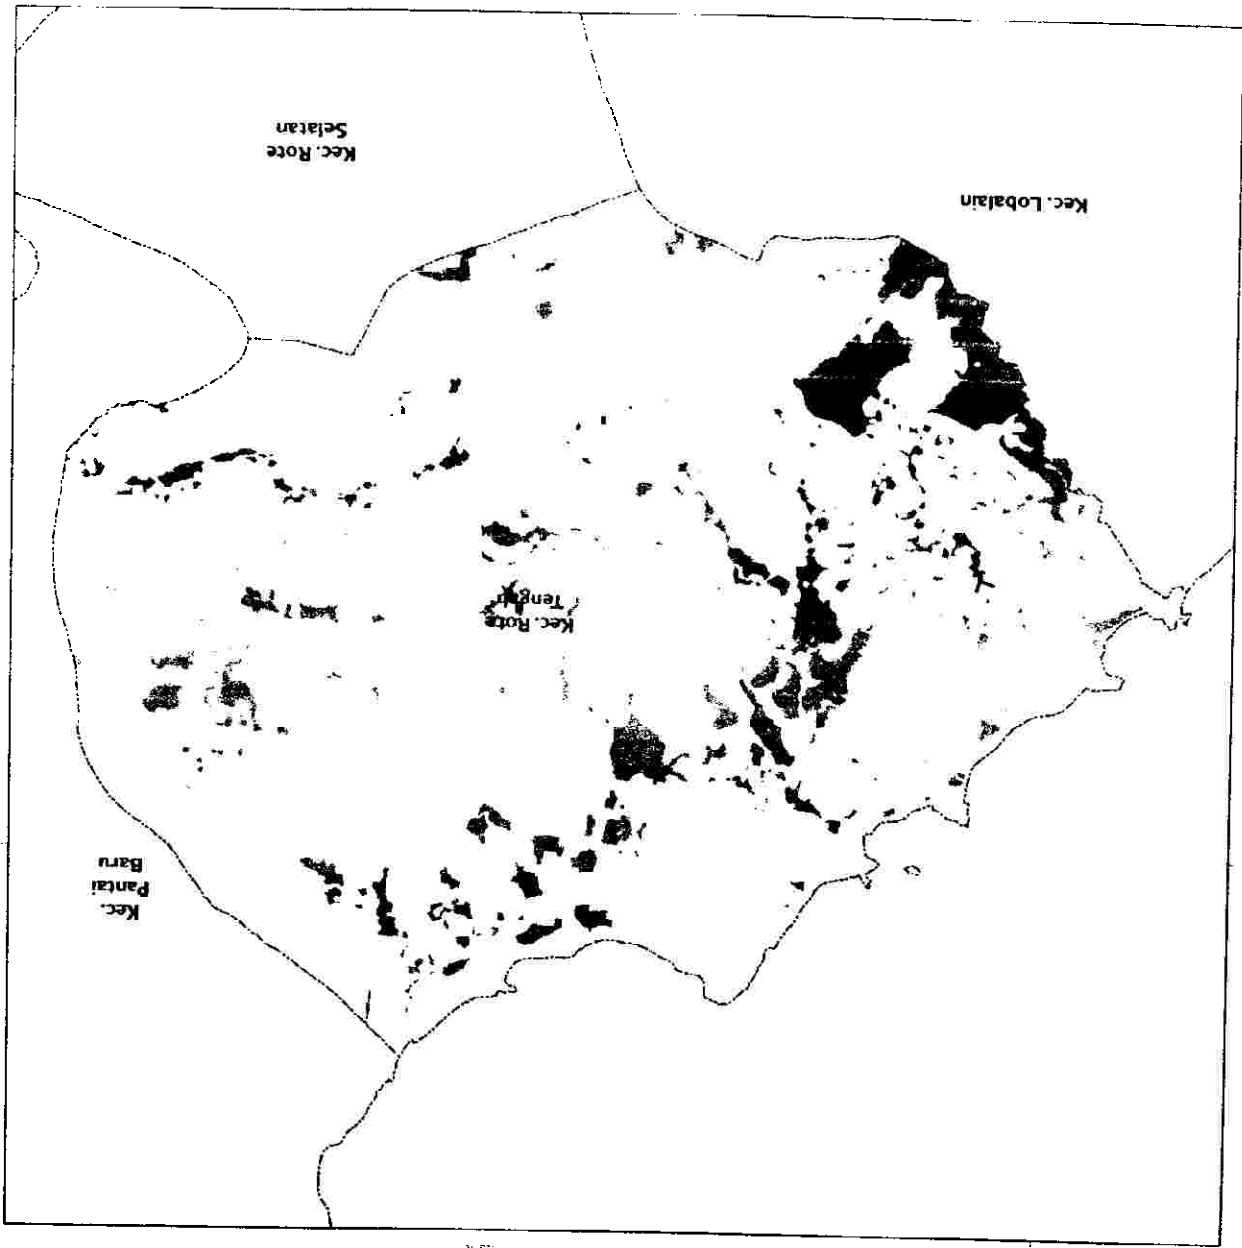 Kec.
Pantai
Baru
Kec. Rote
Tengah
Kec. Lobalain
Kec. Rote
Selatan